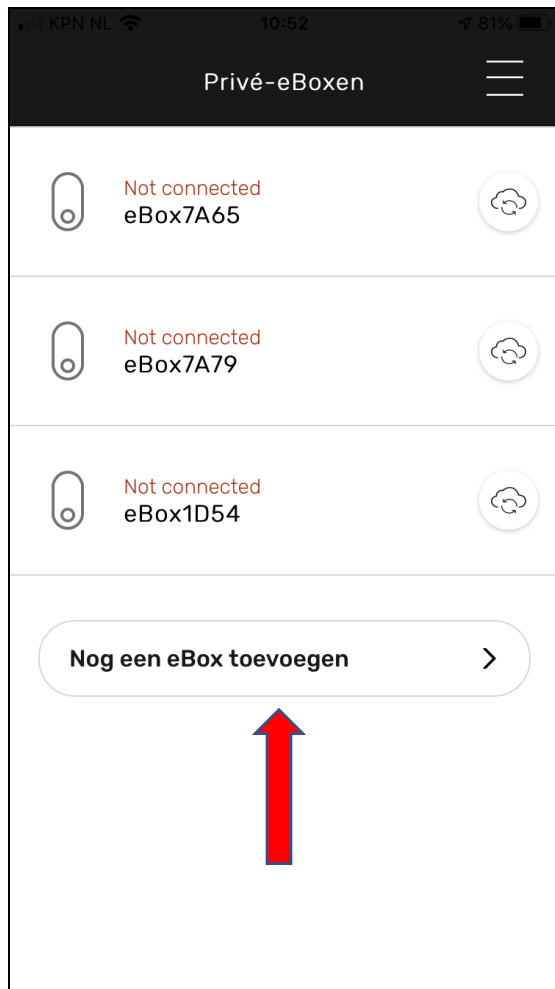 KPN NL 10:52 81%
Privé-eBoxen
Not connected
eBox7A65
Not connected
eBox7A79
Not connected
eBox1D54
Nog een eBox toevoegen